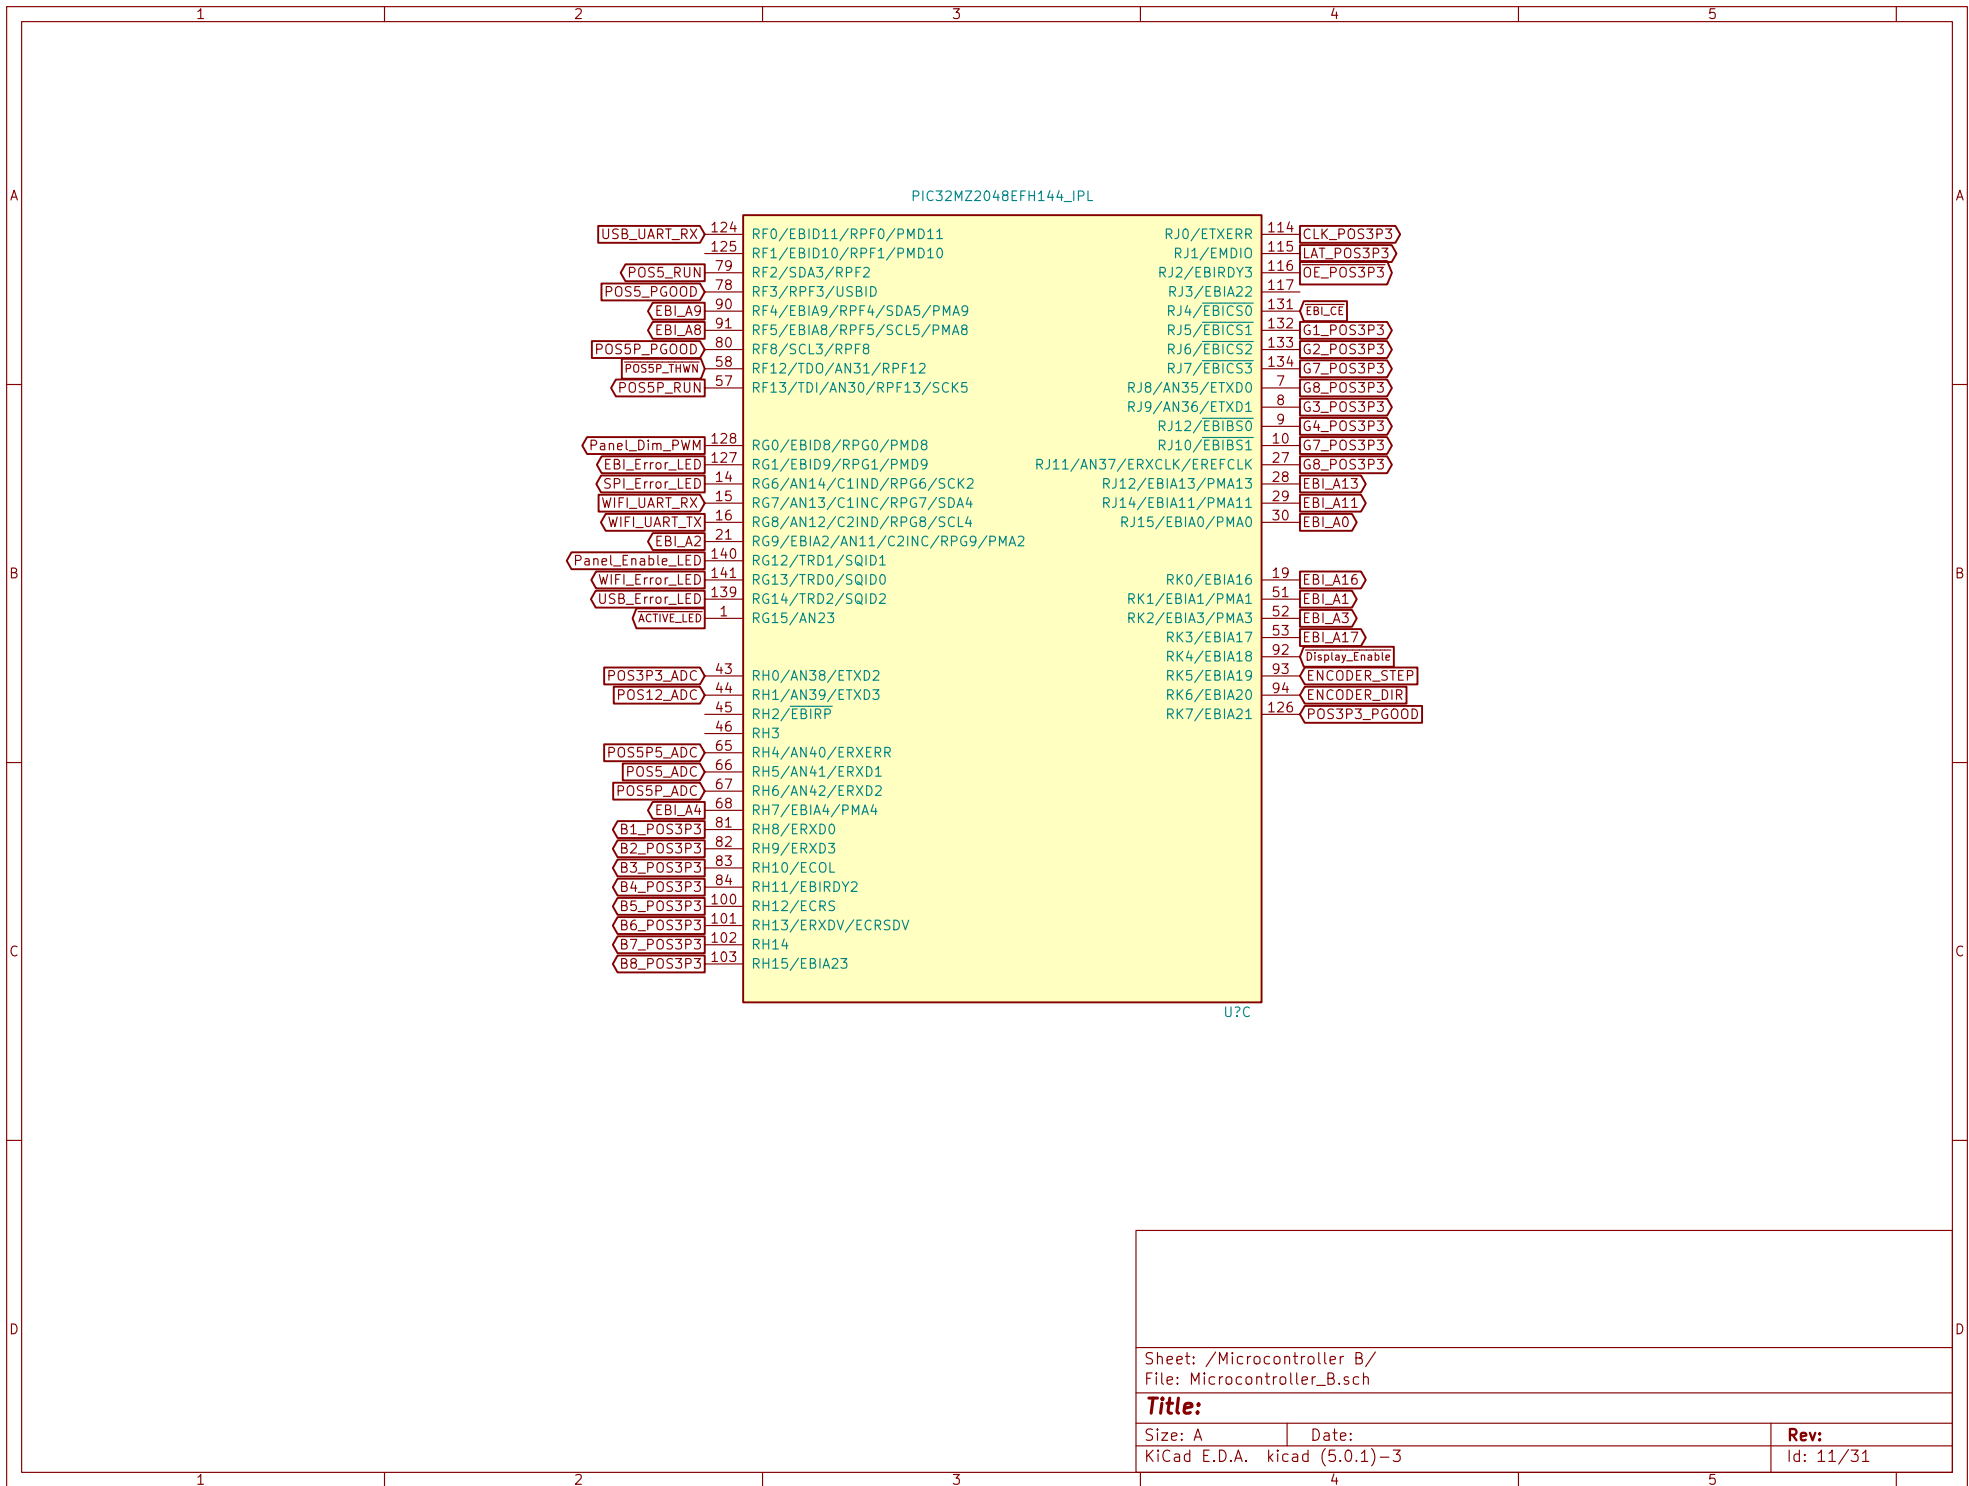 1 2 3 4 5
A A
PIC32MZ2048EFH144_IPL
USB_UART_RX 124 RF0/EBID11/RPF0/PMD11 RJ0/ETXERR 114 CLK_POS3P3
125 RF1/EBID10/RPF1/PMD10 RJ1/EMDIO 115 LAT_POS3P3
POS5_RUN 79 RF2/SDA3/RPF2 RJ2/EBIRDY3 116 OE_POS3P3
POS5_PGOOD 78 RF3/RPF3/USBID RJ3/EBIA22 117
EBI_A9 90 RF4/EBIA9/RPF4/SDA5/PMA9 RJ4/EBICS0 131 EBI_CE
EBI_A8 91 RF5/EBIA8/RPF5/SCL5/PMA8 RJ5/EBICS1 132 G1_POS3P3
POS5P_PGOOD 80 RF8/SCL3/RPF8 RJ6/EBICS2 133 G2_POS3P3
POS5P_THWN 58 RF12/TDO/AN31/RPF12 RJ7/EBICS3 134 G7_POS3P3
POS5P_RUN 57 RF13/TDI/AN30/RPF13/SCK5 RJ8/AN35/ETXD0 7 G8_POS3P3
RJ9/AN36/ETXD1 8 G3_POS3P3
RJ12/EBIBS0 9 G4_POS3P3
Panel_Dim_PWM 128 RG0/EBID8/RPG0/PMD8 RJ10/EBIBS1 10 G7_POS3P3
EBI_Error_LED 127 RG1/EBID9/RPG1/PMD9 RJ11/AN37/ERXCLK/EREFCLK 27 G8_POS3P3
SPI_Error_LED 14 RG6/AN14/C1IND/RPG6/SCK2 RJ12/EBIA13/PMA13 28 EBI_A13
WIFI_UART_RX 15 RG7/AN13/C1INC/RPG7/SDA4 RJ14/EBIA11/PMA11 29 EBI_A11
WIFI_UART_TX 16 RG8/AN12/C2IND/RPG8/SCL4 RJ15/EBIA0/PMA0 30 EBI_A0
EBI_A2 21 RG9/EBIA2/AN11/C2INC/RPG9/PMA2
Panel_Enable_LED 140 RG12/TRD1/SQID1
B B
WIFI_Error_LED 141 RG13/TRD0/SQID0 RK0/EBIA16 19 EBI_A16
USB_Error_LED 139 RG14/TRD2/SQID2 RK1/EBIA1/PMA1 51 EBI_A1
ACTIVE_LED 1 RG15/AN23 RK2/EBIA3/PMA3 52 EBI_A3
RK3/EBIA17 53 EBI_A17
RK4/EBIA18 92 Display_Enable
POS3P3_ADC 43 RH0/AN38/ETXD2 RK5/EBIA19 93 ENCODER_STEP
POS12_ADC 44 RH1/AN39/ETXD3 RK6/EBIA20 94 ENCODER_DIR
45 RH2/EBIRP RK7/EBIA21 126 POS3P3_PGOOD
46 RH3
POS5P5_ADC 65 RH4/AN40/ERXERR
POS5_ADC 66 RH5/AN41/ERXD1
POS5P_ADC 67 RH6/AN42/ERXD2
EBI_A4 68 RH7/EBIA4/PMA4
B1_POS3P3 81 RH8/ERXD0
B2_POS3P3 82 RH9/ERXD3
B3_POS3P3 83 RH10/ECOL
B4_POS3P3 84 RH11/EBIRDY2
B5_POS3P3 100 RH12/ECRS
B6_POS3P3 101 RH13/ERXDV/ECRSDV
B7_POS3P3 102 RH14
C C
B8_POS3P3 103 RH15/EBIA23
U?C
D D
Sheet: /Microcontroller B/
File: Microcontroller_B.sch
Title:
Size: A Date: Rev:
KiCad E.D.A. kicad (5.0.1)-3 Id: 11/31
1 2 3 4 5